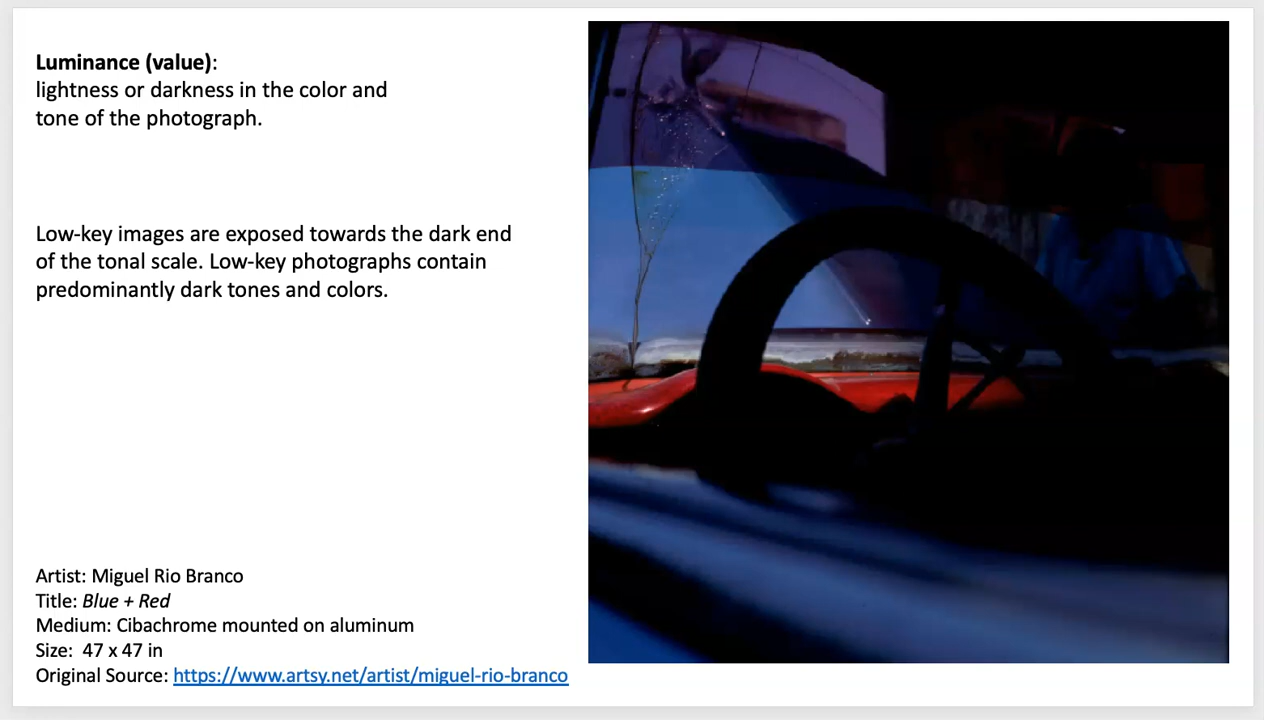 Luminance (value):
lightness or darkness in the color and
tone of the photograph.
Low-key images are exposed towards the dark end
of the tonal scale. Low-key photographs contain
predominantly dark tones and colors.
Artist: Miguel Rio Branco
Title: Blue + Red
Medium: Cibachrome mounted on aluminum
Size:  47 x 47 in
Original Source: https://www.artsy.net/artist/miguel-rio-branco